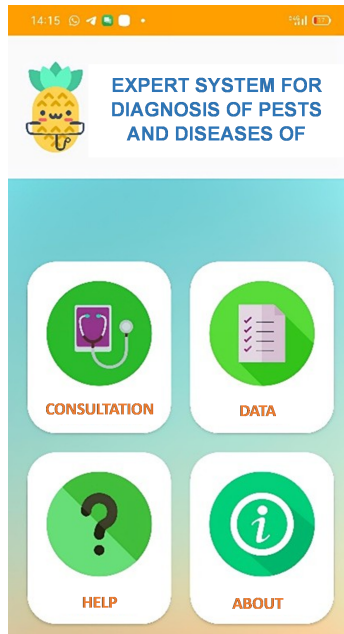 14:15
EXPERT SYSTEM FOR
DIAGNOSIS OF PESTS
AND DISEASES OF
CONSULTATION
DATA
HELP
ABOUT